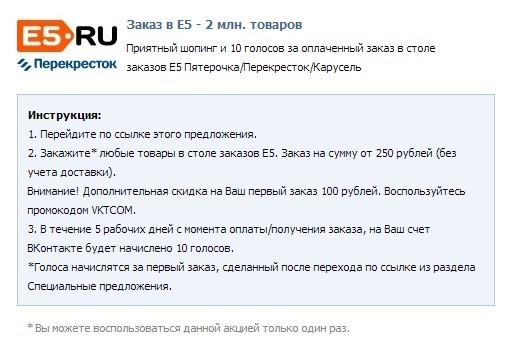 E5.RU
Перекресток
Заказ в E5 - 2 млн. товаров
Приятный шопинг и 10 голосов за оплаченный заказ в столе
заказов E5 Пятерочка/Перекресток/Карусель
Инструкция:
1. Перейдите по ссылке этого предложения.
2. Закажите* любые товары в столе заказов E5. Заказ на сумму от 250 рублей (без
учета доставки).
Внимание! Дополнительная скидка на Ваш первый заказ 100 рублей. Воспользуйтесь
промокодом VKTCOM.
3. В течение 5 рабочих дней с момента оплаты/получения заказа, на Ваш счет
ВКонтакте будет начислено 10 голосов.
*Голоса начислятся за первый заказ, сделанный после перехода по ссылке из раздела
Специальные предложения.
* Вы можете воспользоваться данной акцией только один раз.